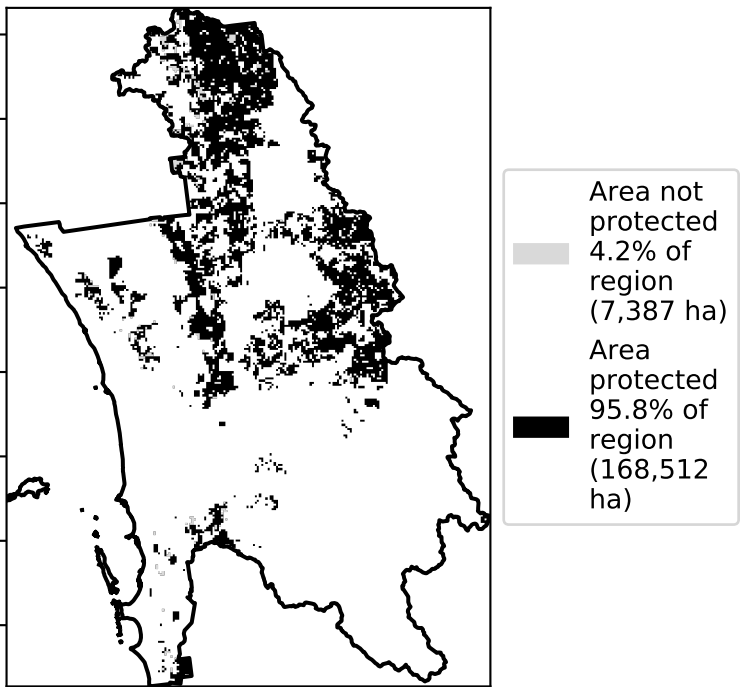 Area not
protected
4.2% of
region
(7,387 ha)
Area
protected
95.8% of
region
(168,512
ha)